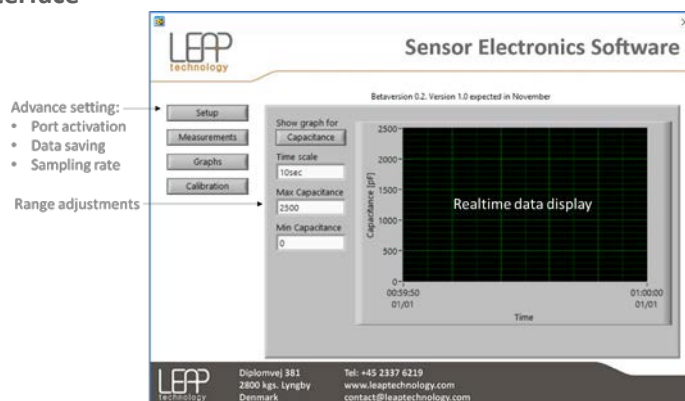 LEAP
technology
Sensor Electronics Software
Betaversion 0.2. Version 1.0 expected in November
Advance setting:
• Port activation
• Data saving
• Sampling rate
Range adjustments
Setup
Measurements
Graphs
Calibration
Show graph for
Capacitance
Time scale
10sec
Max Capacitance
2500
Min Capacitance
0
Capacitance [pF]
2500
2000
1500
1000
500
0
Realtime data display
00:59:50
01/01
01:00:00
01/01
Time
LEAP
technology
Diplomvej 381
2800 kgs. Lyngby
Denmark
Tel: +45 2337 6219
www.leaptechnology.com
contact@leaptechnology.com